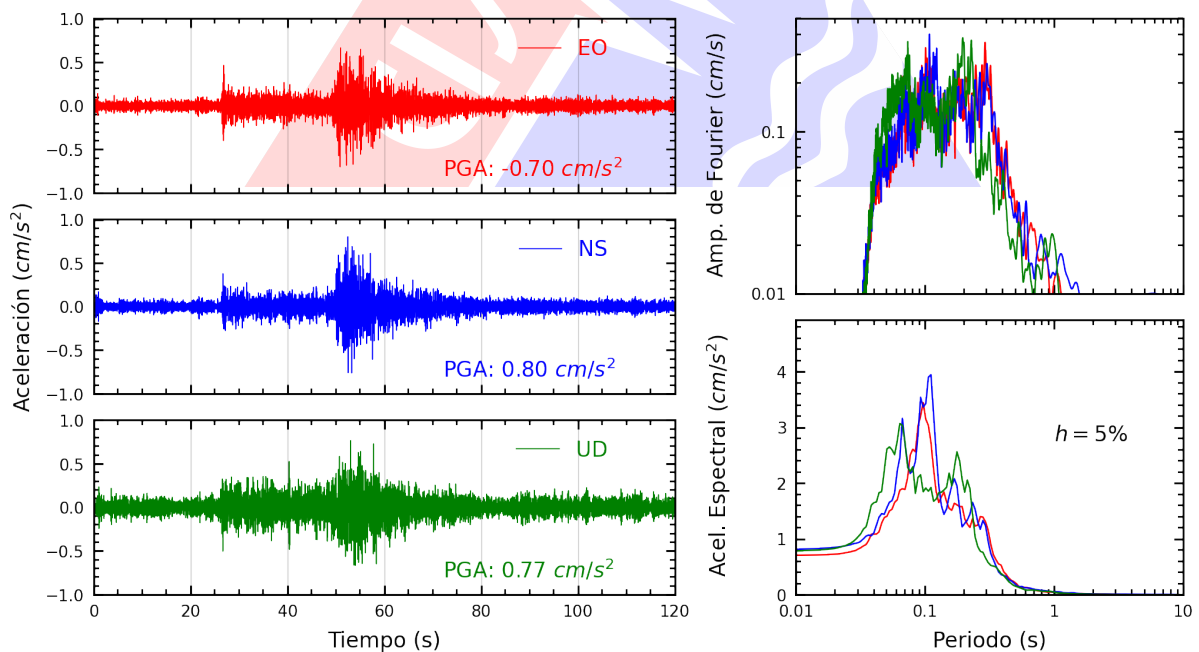 Aceleración (cm/s²)
1.0
0.5
0.0
−0.5
−1.0
EO
PGA: -0.70 cm/s²
1.0
0.5
0.0
−0.5
−1.0
NS
PGA: 0.80 cm/s²
1.0
0.5
0.0
−0.5
−1.0
UD
PGA: 0.77 cm/s²
0 20 40 60 80 100 120
Tiempo (s)
Amp. de Fourier (cm/s)
0.1
0.01
Acel. Espectral (cm/s²)
4
3
2
1
0
h = 5%
0.01 0.1 1 10
Periodo (s)